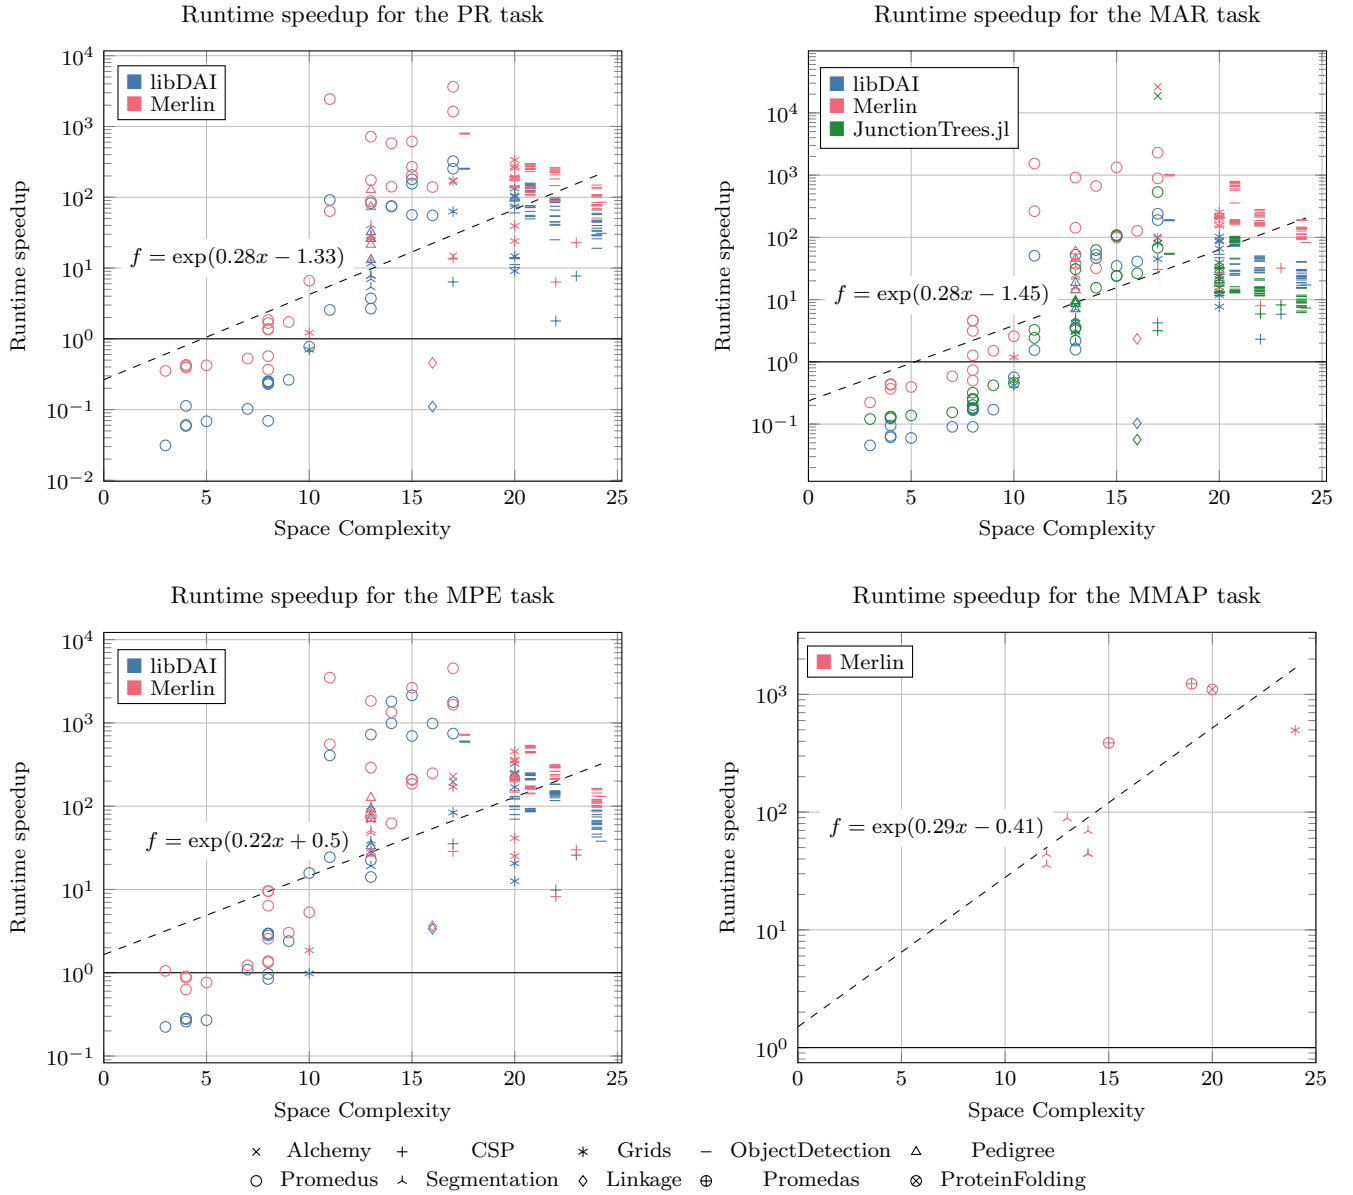 Runtime speedup for the PR task
Runtime speedup
10^4
10^3
10^2
10^1
10^0
10^−1
10^−2
libDAI
Merlin
f = exp(0.28x − 1.33)
0 5 10 15 20 25
Space Complexity
Runtime speedup for the MAR task
Runtime speedup
10^4
10^3
10^2
10^1
10^0
10^−1
libDAI
Merlin
JunctionTrees.jl
f = exp(0.28x − 1.45)
0 5 10 15 20 25
Space Complexity
Runtime speedup for the MPE task
Runtime speedup
10^4
10^3
10^2
10^1
10^0
10^−1
libDAI
Merlin
f = exp(0.22x + 0.5)
0 5 10 15 20 25
Space Complexity
Runtime speedup for the MMAP task
Runtime speedup
10^3
10^2
10^1
10^0
Merlin
f = exp(0.29x − 0.41)
0 5 10 15 20 25
Space Complexity
Alchemy CSP Grids ObjectDetection Pedigree
Promedus Segmentation Linkage Promedas ProteinFolding